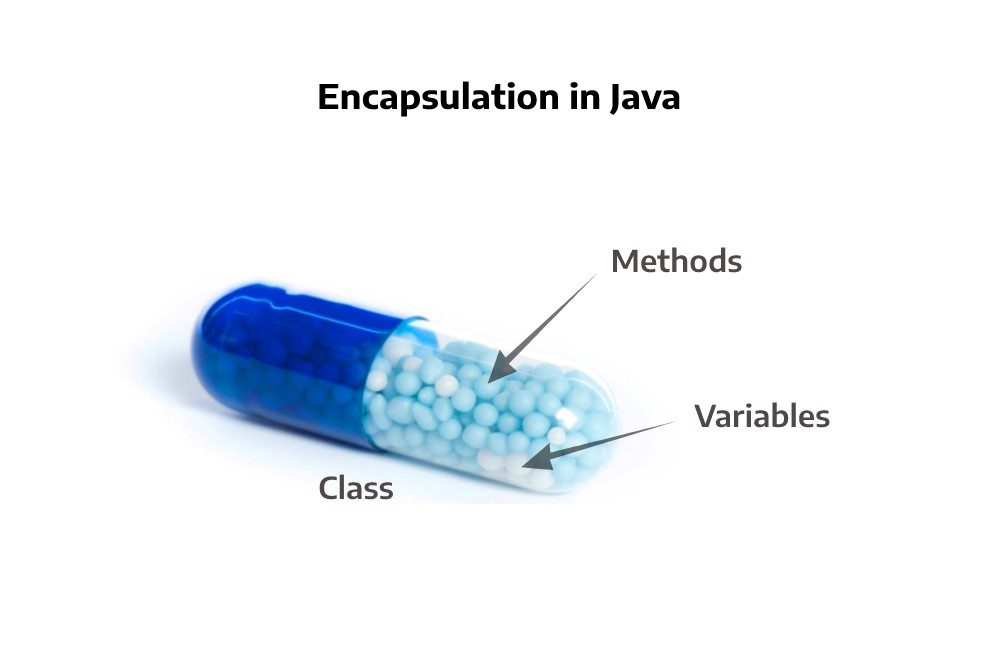 Encapsulation in Java
Methods
Variables
Class